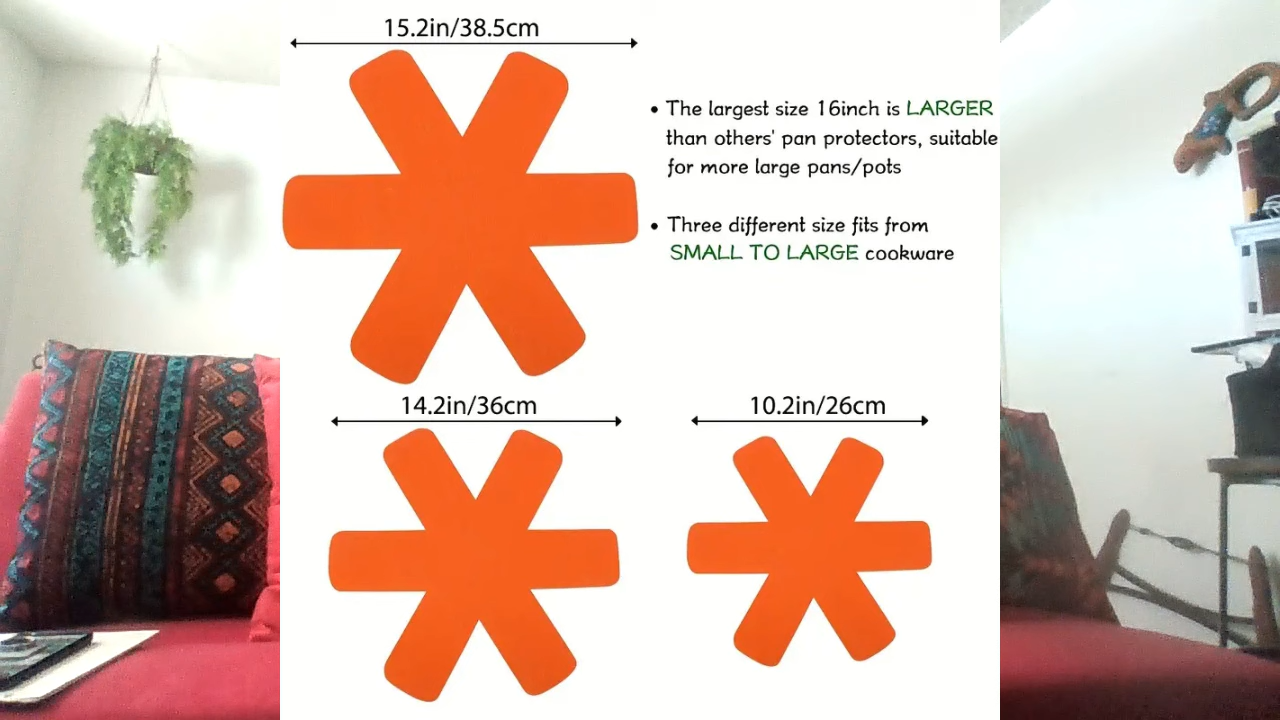 15.2in/38.5cm
• The largest size 16inch is LARGER
than others' pan protectors, suitable
for more large pans/pots
• Three different size fits from
SMALL TO LARGE cookware
14.2in/36cm
10.2in/26cm